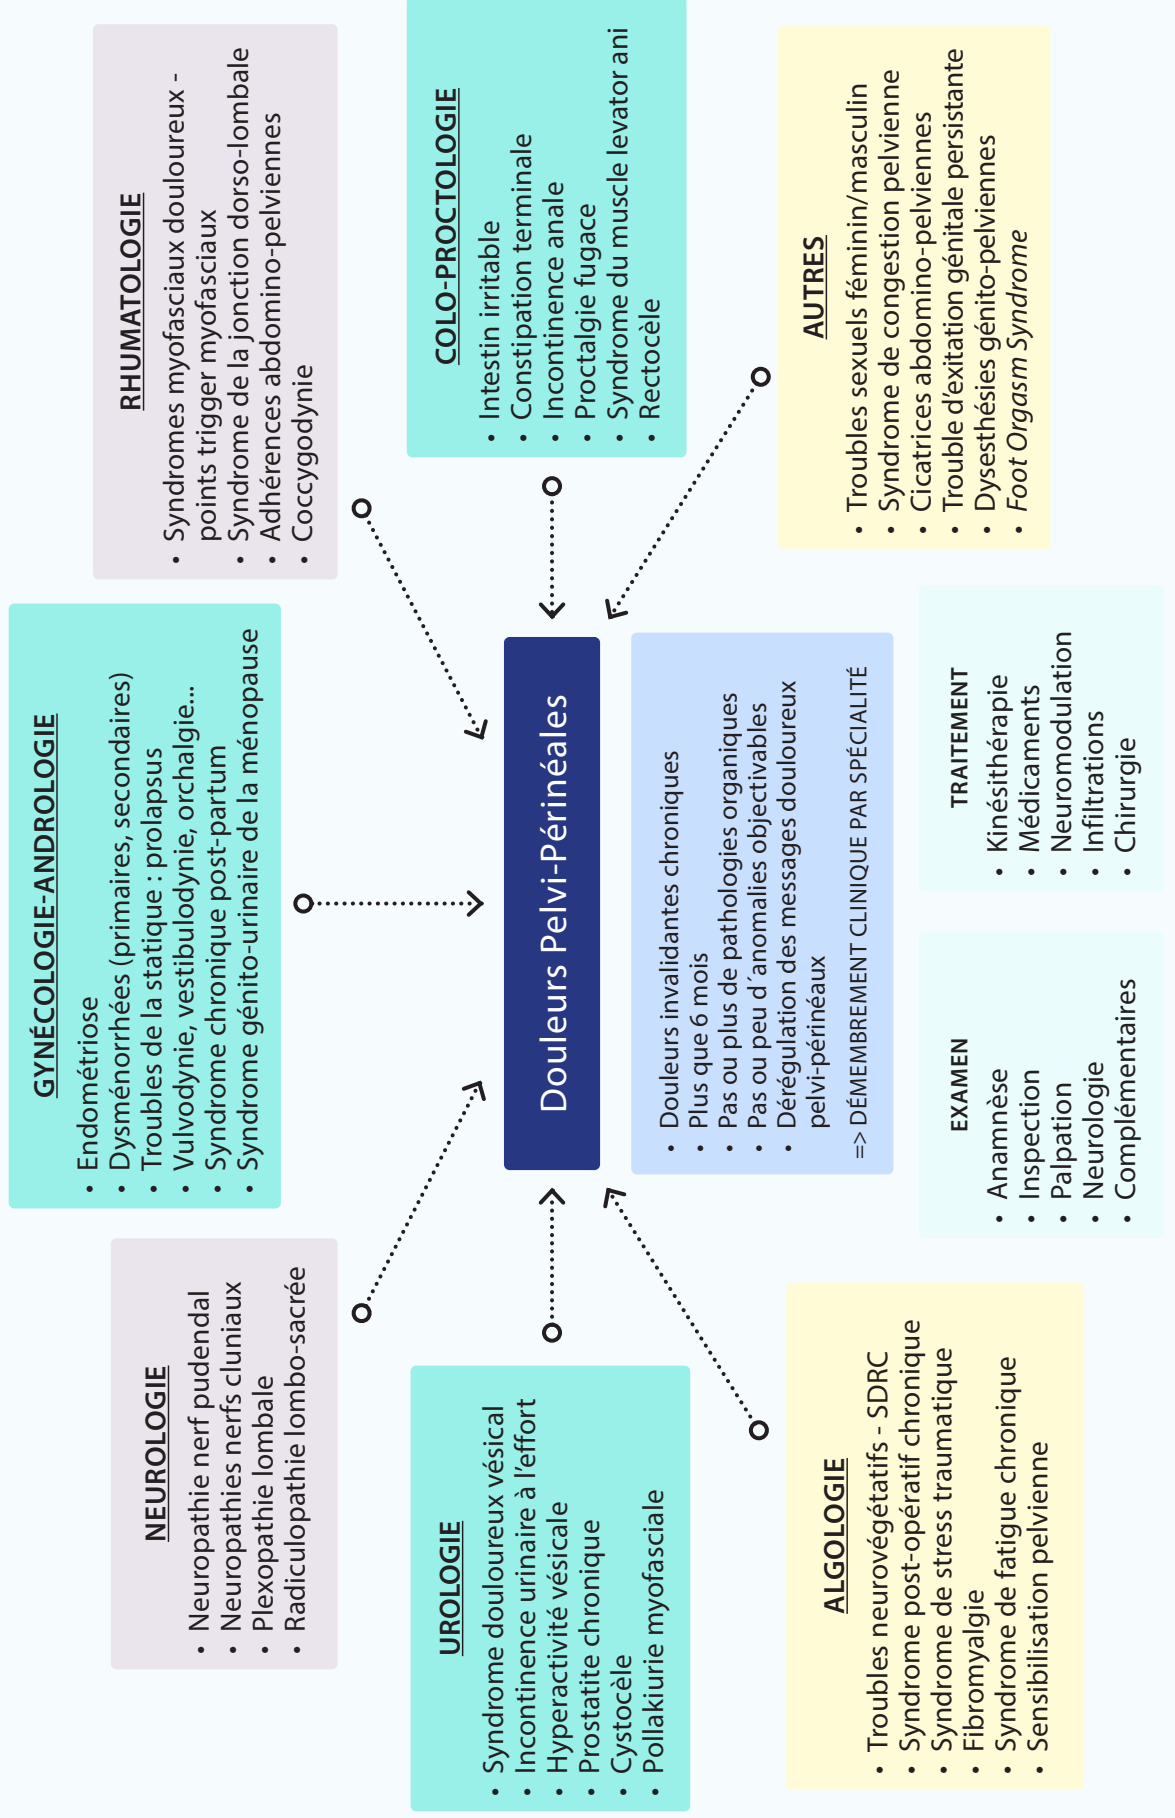 GYNÉCOLOGIE-ANDROLOGIE
• Endométriose
• Dysménorrhées (primaires, secondaires)
• Troubles de la statique : prolapsus
• Vulvodynie, vestibulodynie, orchalgie...
• Syndrome chronique post-partum
• Syndrome génito-urinaire de la ménopause
NEUROLOGIE
• Neuropathie nerf pudendal
• Neuropathies nerfs cluniaux
• Plexopathie lombale
• Radiculopathie lombo-sacrée
RHUMATOLOGIE
• Syndromes myofasciaux douloureux -
points trigger myofasciaux
• Syndrome de la jonction dorso-lombale
• Adhérences abdomino-pelviennes
• Coccygodynie
UROLOGIE
• Syndrome douloureux vésical
• Incontinence urinaire à l'effort
• Hyperactivité vésicale
• Prostatite chronique
• Cystocèle
• Pollakiurie myofasciale
Douleurs Pelvi-Périnéales
COLO-PROCTOLOGIE
• Intestin irritable
• Constipation terminale
• Incontinence anale
• Proctalgie fugace
• Syndrome du muscle levator ani
• Rectocèle
• Douleurs invalidantes chroniques
• Plus que 6 mois
• Pas ou plus de pathologies organiques
• Pas ou peu d´anomalies objectivables
• Dérégulation des messages douloureux
pelvi-périnéaux
=> DÉMEMBREMENT CLINIQUE PAR SPÉCIALITÉ
ALGOLOGIE
• Troubles neurovégétatifs - SDRC
• Syndrome post-opératif chronique
• Syndrome de stress traumatique
• Fibromyalgie
• Syndrome de fatigue chronique
• Sensibilisation pelvienne
AUTRES
• Troubles sexuels féminin/masculin
• Syndrome de congestion pelvienne
• Cicatrices abdomino-pelviennes
• Trouble d'exitation génitale persistante
• Dysesthésies génito-pelviennes
• Foot Orgasm Syndrome
EXAMEN
• Anamnèse
• Inspection
• Palpation
• Neurologie
• Complémentaires
TRAITEMENT
• Kinésithérapie
• Médicaments
• Neuromodulation
• Infiltrations
• Chirurgie